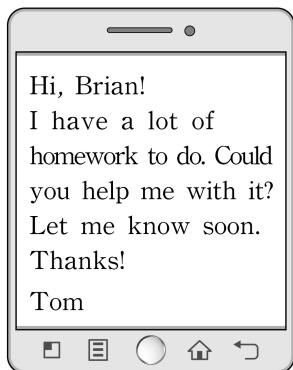 Hi, Brian!
I have a lot of
homework to do. Could
you help me with it?
Let me know soon.
Thanks!
Tom